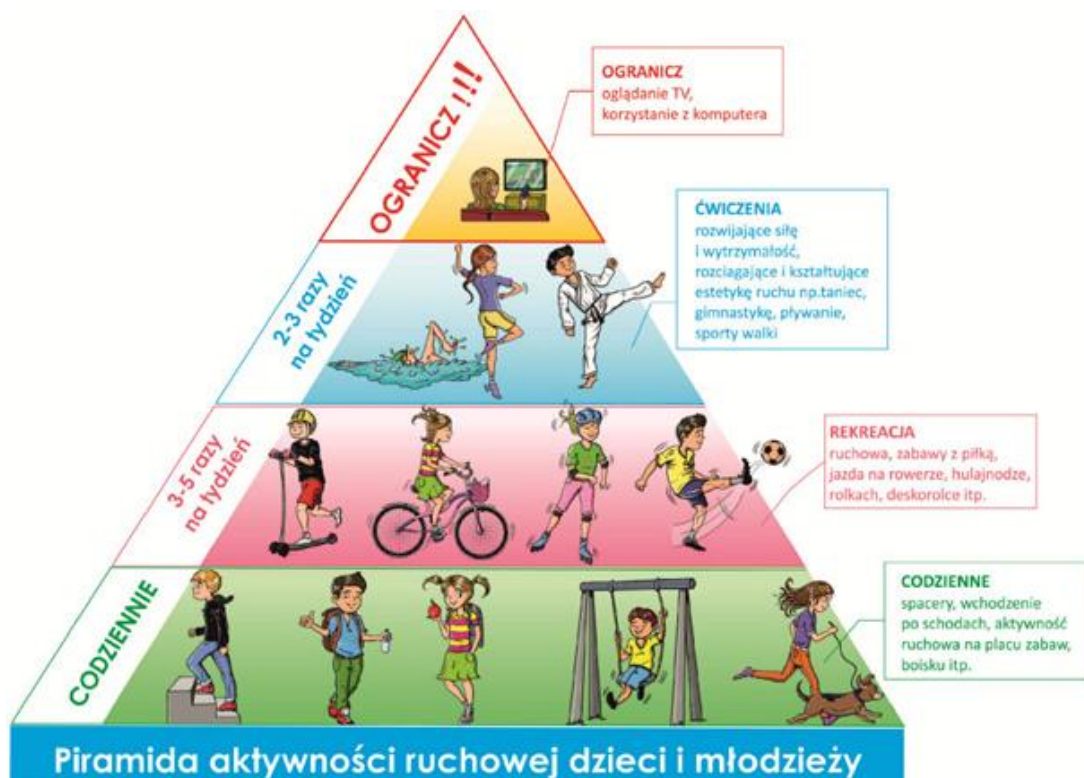 OGRANICZ !!!
OGRANICZ
oglądanie TV,
korzystanie z komputera
2-3 razy
na tydzień
ĆWICZENIA
rozwijające siłę
i wytrzymałość,
rozciagające i kształtujące
estetykę ruchu np.taniec,
gimnastykę, pływanie,
sporty walki
3-5 razy
na tydzień
REKREACJA
ruchowa, zabawy z piłką,
jazda na rowerze, hulajnodze,
rolkach, deskorolce itp.
CODZIENNIE
CODZIENNE
spacery, wchodzenie
po schodach, aktywność
ruchowa na placu zabaw,
boisku itp.
Piramida aktywności ruchowej dzieci i młodzieży